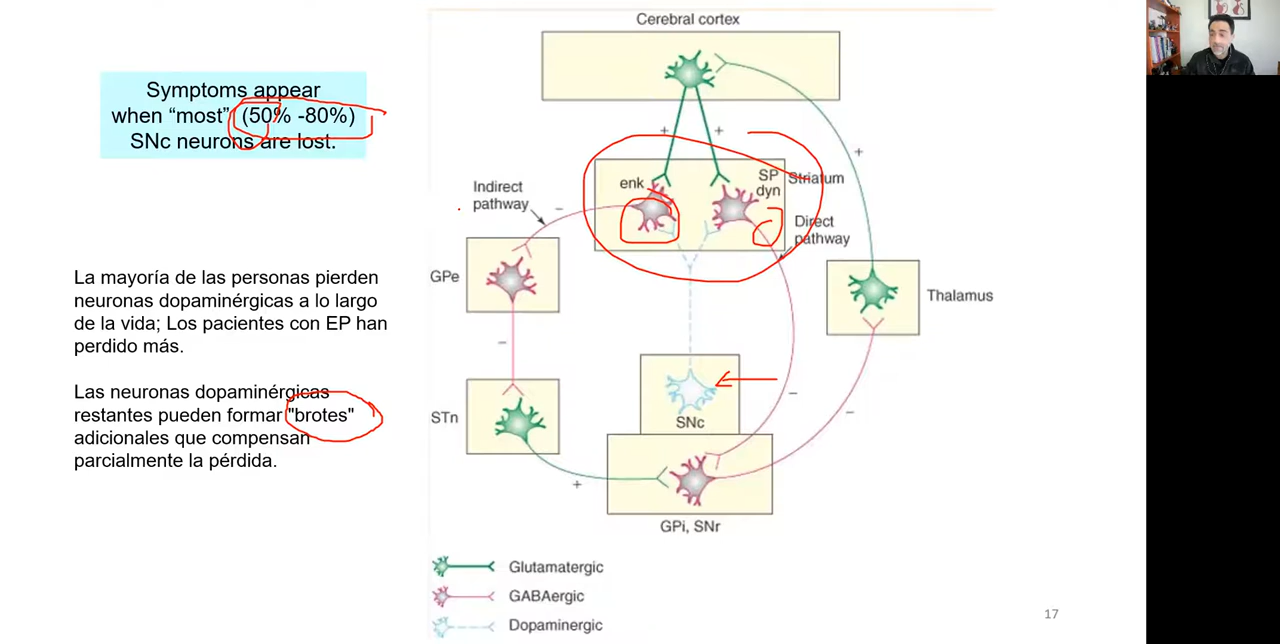 Cerebral cortex
Symptoms appear
when “most” (50% -80%)
SNc neurons are lost.
+
+
+
enk
SP
dyn
Striatum
Indirect
pathway
–
Direct
pathway
GPe
Thalamus
La mayoría de las personas pierden
neuronas dopaminérgicas a lo largo
de la vida; Los pacientes con EP han
perdido más.
–
Las neuronas dopaminérgicas
restantes pueden formar "brotes"
adicionales que compensan
parcialmente la pérdida.
STn
SNc
–
–
+
GPi, SNr
Glutamatergic
GABAergic
Dopaminergic
17